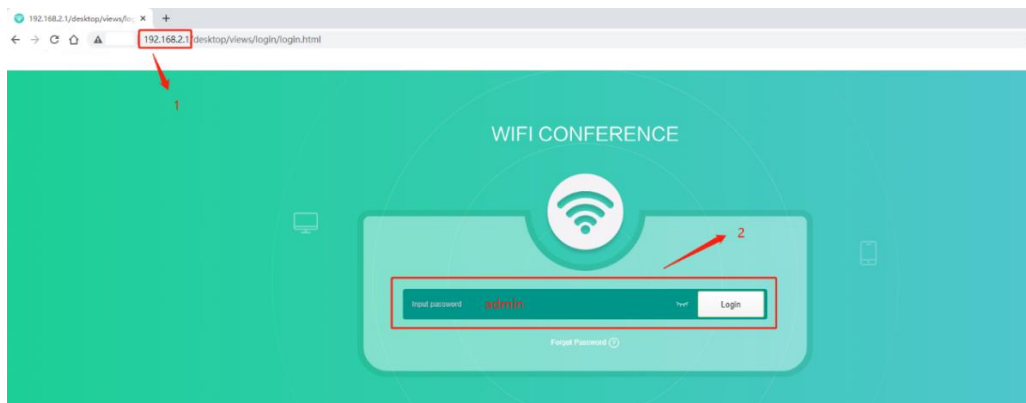 192.168.2.1/desktop/views/lo
192.168.2.1/desktop/views/login/login.html
1
WIFI CONFERENCE
2
Input password admin Login
Forgot Password ?